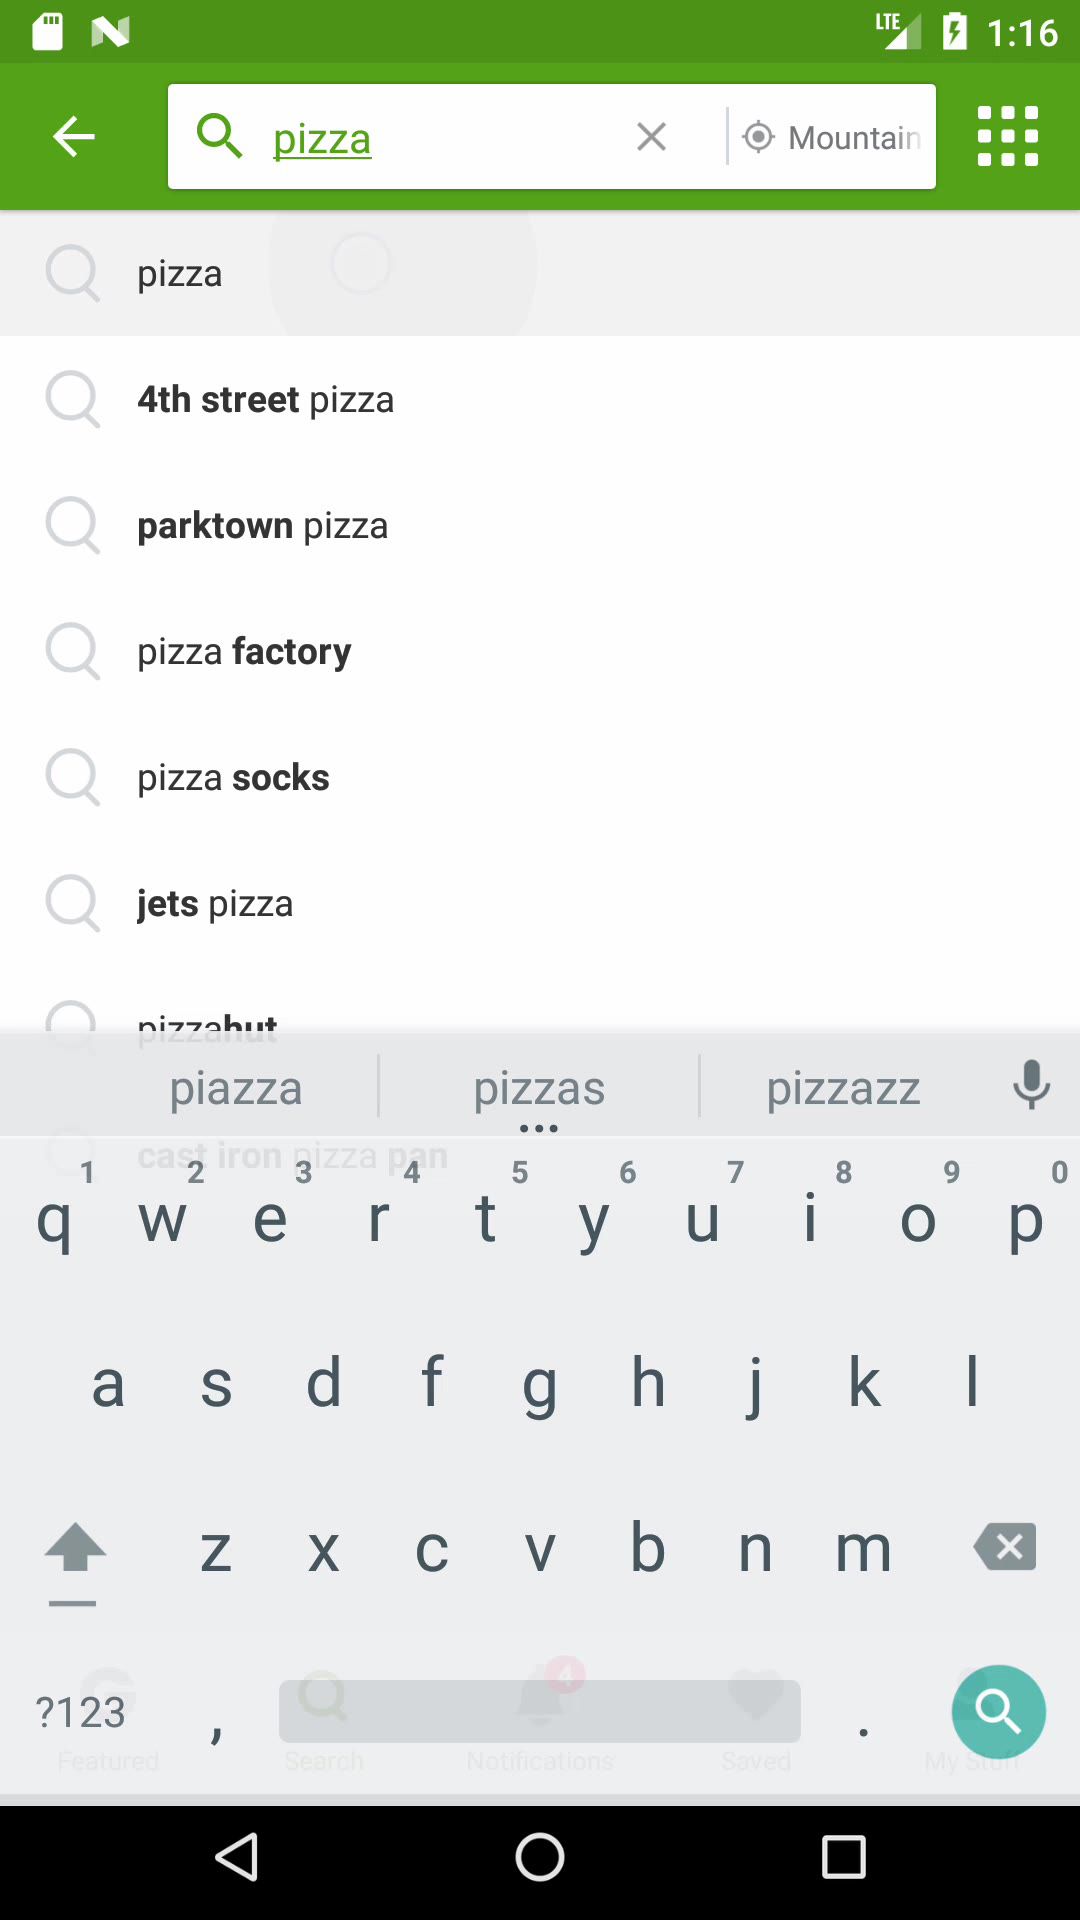 LTE 1:16
pizza Mountain
pizza
4th street pizza
parktown pizza
pizza factory
pizza socks
jets pizza
pizzahut
piazza pizzas pizzazz
cast iron pizza pan
1 2 3 4 5 6 7 8 9 0
q w e r t y u i o p
a s d f g h j k l
z x c v b n m
4
?123 , .
Featured Search Notifications Saved My Stuff